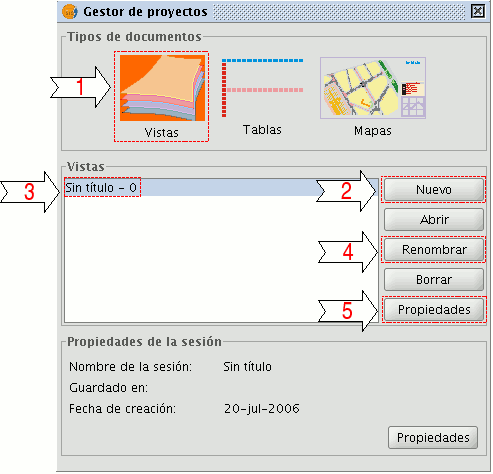 Gestor de proyectos
Tipos de documentos
1
Vistas
Tablas
Mapas
Vistas
3
Sin título - 0
2
Nuevo
Abrir
4
Renombrar
Borrar
5
Propiedades
Propiedades de la sesión
Nombre de la sesión: Sin título
Guardado en:
Fecha de creación: 20-jul-2006
Propiedades